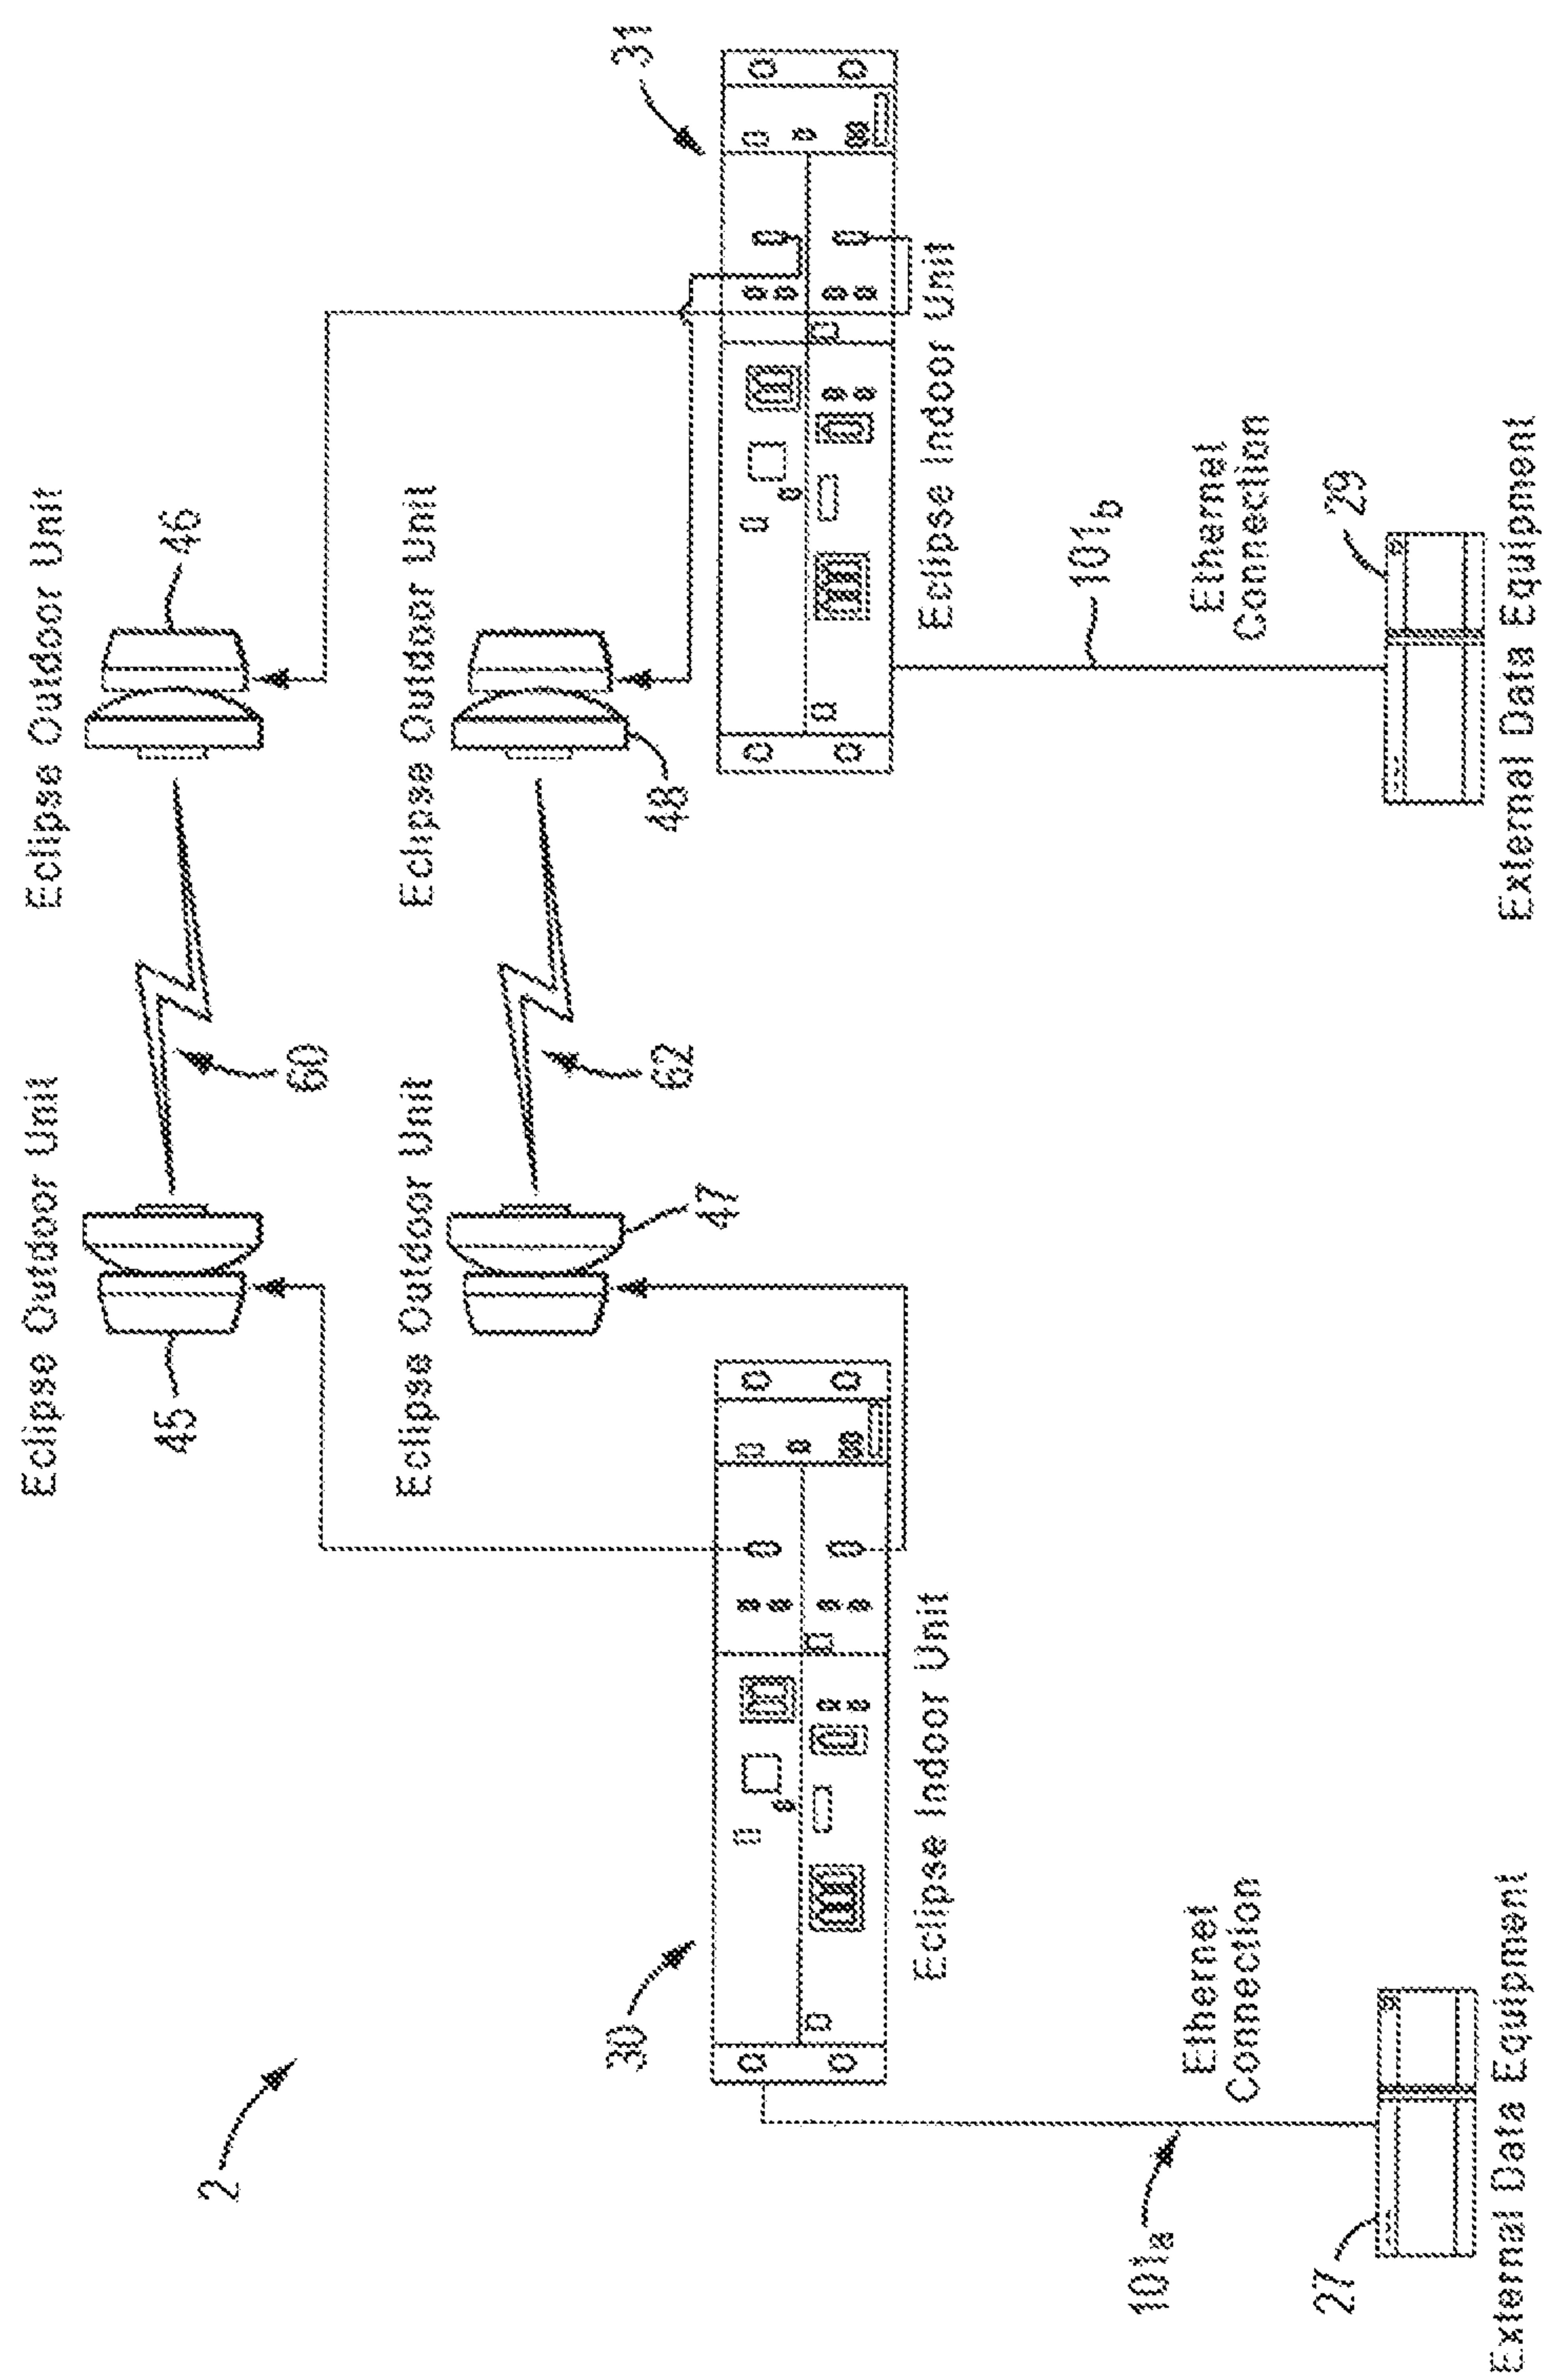 2
Eclipse Outdoor Unit
Eclipse Outdoor Unit
45
60
46
Eclipse Outdoor Unit
Eclipse Outdoor Unit
47
62
48
30
31
Eclipse Indoor Unit
Eclipse Indoor Unit
101a
Ethernet
Connection
101b
Ethernet
Connection
27
29
External Data Equipment
External Data Equipment